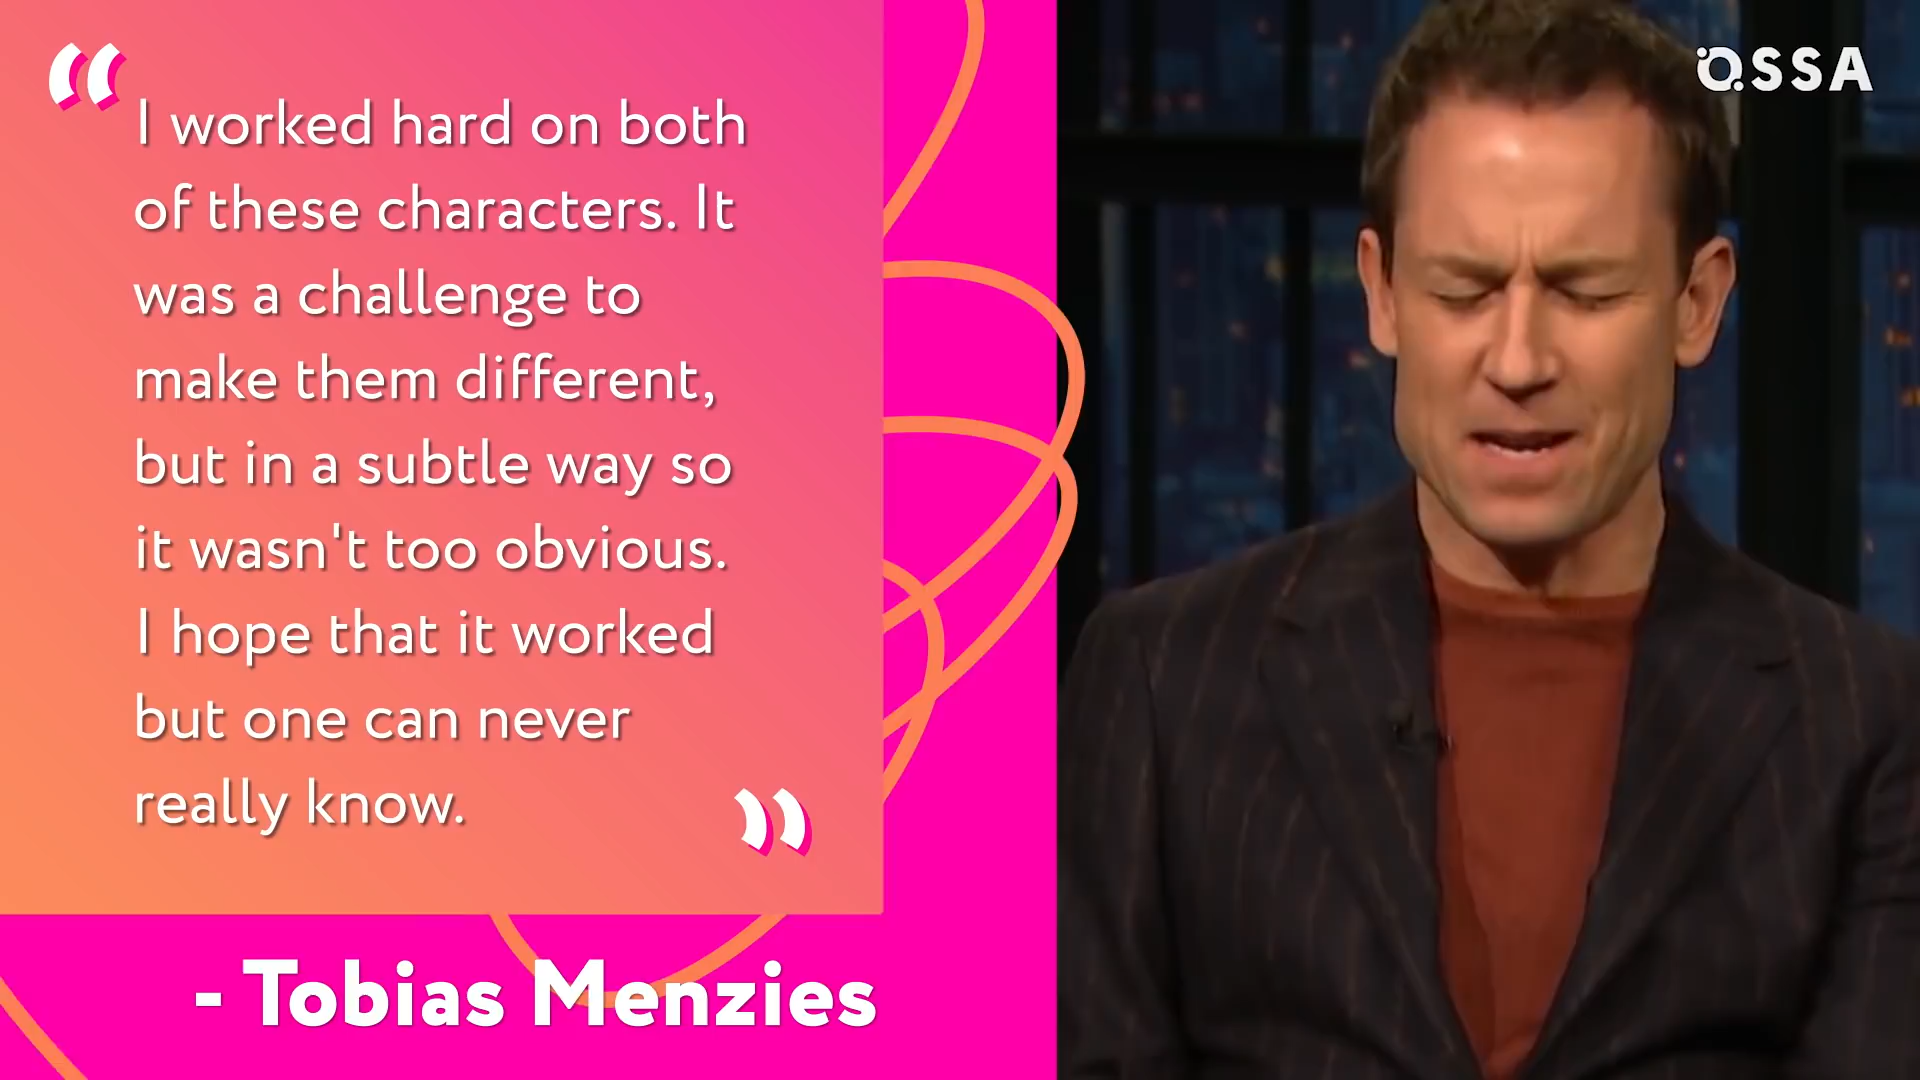 “
I worked hard on both
of these characters. It
was a challenge to
make them different,
but in a subtle way so
it wasn't too obvious.
I hope that it worked
but one can never
really know.
”
- Tobias Menzies
OSSA